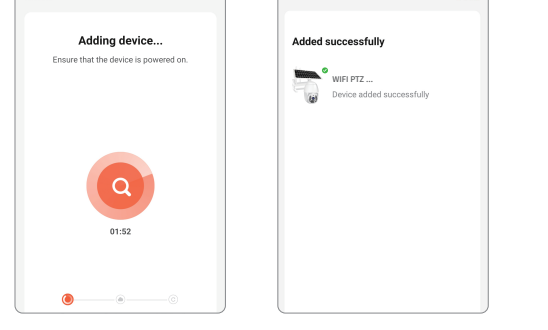 Adding device...
Ensure that the device is powered on.
01:52
Added successfully
WIFI PTZ ...
Device added successfully